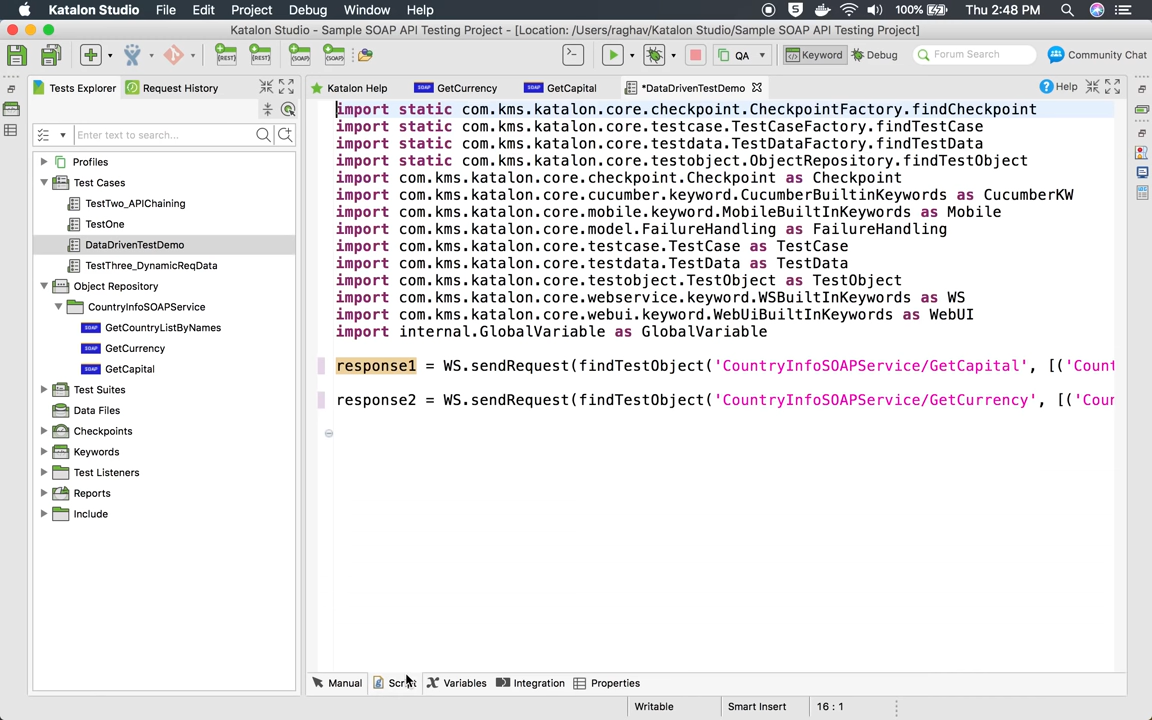 Katalon Studio File Edit Project Debug Window Help 100% Thu 2:48 PM
Katalon Studio - Sample SOAP API Testing Project - [Location: /Users/raghav/Katalon Studio/Sample SOAP API Testing Project]
QA Keyword Debug Forum Search Community Chat
Tests Explorer Request History Katalon Help GetCurrency GetCapital *DataDrivenTestDemo Help
Enter text to search...
Profiles
Test Cases
TestTwo_APIChaining
TestOne
DataDrivenTestDemo
TestThree_DynamicReqData
Object Repository
CountryInfoSOAPService
SOAP GetCountryListByNames
SOAP GetCurrency
SOAP GetCapital
Test Suites
Data Files
Checkpoints
Keywords
Test Listeners
Reports
Include
import static com.kms.katalon.core.checkpoint.CheckpointFactory.findCheckpoint
import static com.kms.katalon.core.testcase.TestCaseFactory.findTestCase
import static com.kms.katalon.core.testdata.TestDataFactory.findTestData
import static com.kms.katalon.core.testobject.ObjectRepository.findTestObject
import com.kms.katalon.core.checkpoint.Checkpoint as Checkpoint
import com.kms.katalon.core.cucumber.keyword.CucumberBuiltinKeywords as CucumberKW
import com.kms.katalon.core.mobile.keyword.MobileBuiltInKeywords as Mobile
import com.kms.katalon.core.model.FailureHandling as FailureHandling
import com.kms.katalon.core.testcase.TestCase as TestCase
import com.kms.katalon.core.testdata.TestData as TestData
import com.kms.katalon.core.testobject.TestObject as TestObject
import com.kms.katalon.core.webservice.keyword.WSBuiltInKeywords as WS
import com.kms.katalon.core.webui.keyword.WebUiBuiltInKeywords as WebUI
import internal.GlobalVariable as GlobalVariable
response1 = WS.sendRequest(findTestObject('CountryInfoSOAPService/GetCapital', [('Count
response2 = WS.sendRequest(findTestObject('CountryInfoSOAPService/GetCurrency', [('Coun
Manual Script Variables Integration Properties
Writable Smart Insert 16 : 1